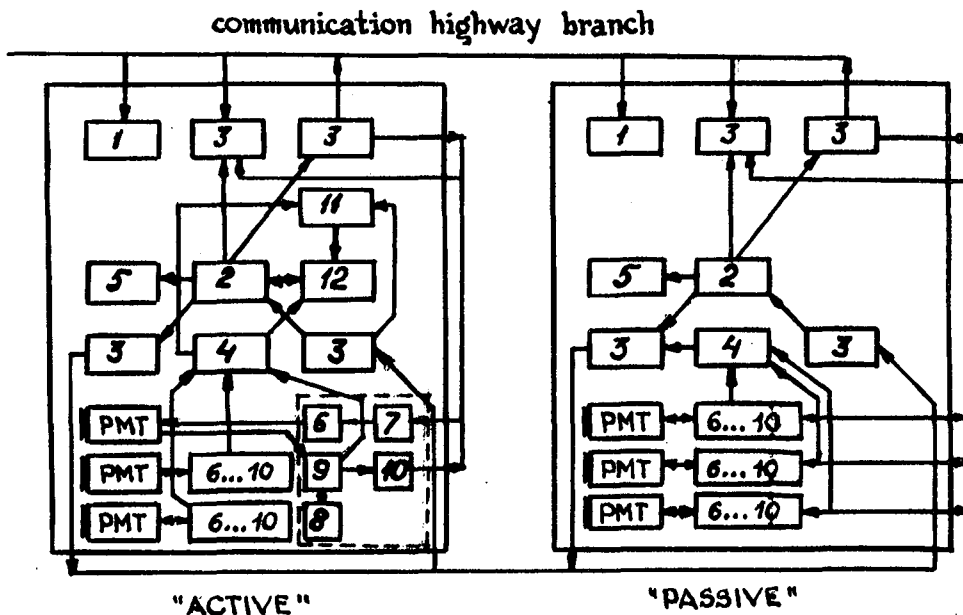 communication highway branch
1 3 3 1 3 3
11
5 2 12 5 2
3 4 3 3 4 3
PMT 6 7 PMT 6...10
PMT 6...10 9 10 PMT 6...10
PMT 6...10 8 PMT 6...10
"ACTIVE" "PASSIVE"